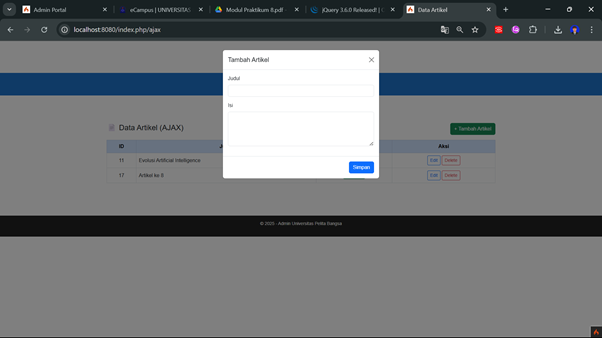 Admin Portal
eCampus | UNIVERSITAS
Modul Praktikum 8.pdf -
jQuery 3.6.0 Released! |
Data Artikel
localhost:8080/index.php/ajax
Tambah Artikel
Judul
Isi
Simpan
Data Artikel (AJAX)
+ Tambah Artikel
ID
Aksi
11 Evolusi Artificial Intelligence Edit Delete
17 Artikel ke 8 Edit Delete
© 2025 - Admin Universitas Pelita Bangsa